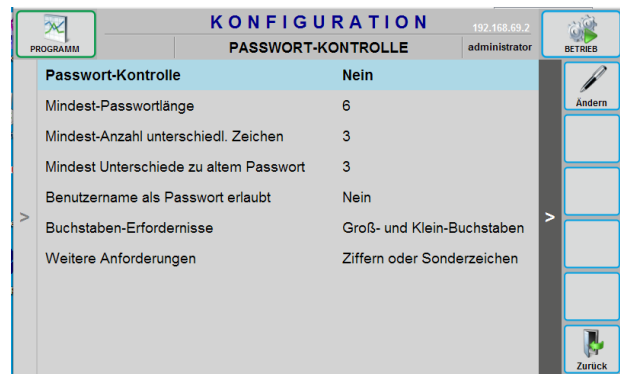 KONFIGURATION 192.168.69.2
PROGRAMM PASSWORT-KONTROLLE administrator BETRIEB
Passwort-Kontrolle Nein
Ändern
Mindest-Passwortlänge 6
Mindest-Anzahl unterschiedl. Zeichen 3
Mindest Unterschiede zu altem Passwort 3
Benutzername als Passwort erlaubt Nein
> >
Buchstaben-Erfordernisse Groß- und Klein-Buchstaben
Weitere Anforderungen Ziffern oder Sonderzeichen
Zurück